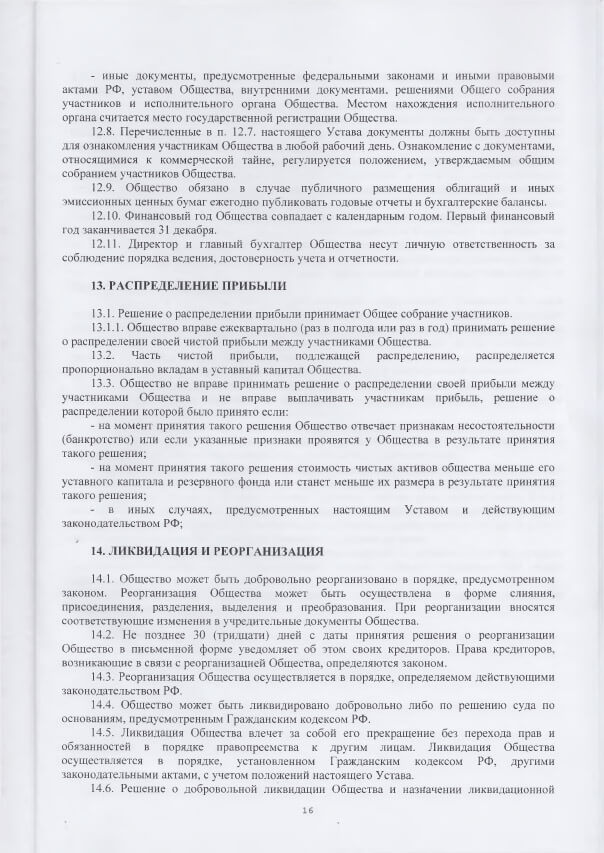 - иные документы, предусмотренные федеральными законами и иными правовыми
актами РФ, уставом Общества, внутренними документами, решениями Общего собрания
участников и исполнительного органа Общества. Местом нахождения исполнительного
органа считается место государственной регистрации Общества.
12.8. Перечисленные в п. 12.7. настоящего Устава документы должны быть доступны
для ознакомления участникам Общества в любой рабочий день. Ознакомление с документами,
относящимися к коммерческой тайне, регулируется положением, утверждаемым общим
собранием участников Общества.
12.9. Общество обязано в случае публичного размещения облигаций и иных
эмиссионных ценных бумаг ежегодно публиковать годовые отчеты и бухгалтерские балансы.
12.10. Финансовый год Общества совпадает с календарным годом. Первый финансовый
год заканчивается 31 декабря.
12.11. Директор и главный бухгалтер Общества несут личную ответственность за
соблюдение порядка ведения, достоверность учета и отчетности.
13. РАСПРЕДЕЛЕНИЕ ПРИБЫЛИ
13.1. Решение о распределении прибыли принимает Общее собрание участников.
13.1.1. Общество вправе ежеквартально (раз в полгода или раз в год) принимать решение
о распределении своей чистой прибыли между участниками Общества.
13.2. Часть чистой прибыли, подлежащей распределению, распределяется
пропорционально вкладам в уставный капитал Общества.
13.3. Общество не вправе принимать решение о распределении своей прибыли между
участниками Общества и не вправе выплачивать участникам прибыль, решение о
распределении которой было принято если:
- на момент принятия такого решения Общество отвечает признакам несостоятельности
(банкротство) или если указанные признаки проявятся у Общества в результате принятия
такого решения;
- на момент принятия такого решения стоимость чистых активов общества меньше его
уставного капитала и резервного фонда или станет меньше их размера в результате принятия
такого решения;
- в иных случаях, предусмотренных настоящим Уставом и действующим
законодательством РФ;
14. ЛИКВИДАЦИЯ И РЕОРГАНИЗАЦИЯ
14.1. Общество может быть добровольно реорганизовано в порядке, предусмотренном
законом. Реорганизация Общества может быть осуществлена в форме слияния,
присоединения, разделения, выделения и преобразования. При реорганизации вносятся
соответствующие изменения в учредительные документы Общества.
14.2. Не позднее 30 (тридцати) дней с даты принятия решения о реорганизации
Общество в письменной форме уведомляет об этом своих кредиторов. Права кредиторов,
возникающие в связи с реорганизацией Общества, определяются законом.
14.3. Реорганизация Общества осуществляется в порядке, определяемом действующими
законодательством РФ.
14.4. Общество может быть ликвидировано добровольно либо по решению суда по
основаниям, предусмотренным Гражданским кодексом РФ.
14.5. Ликвидация Общества влечет за собой его прекращение без перехода прав и
обязанностей в порядке правопреемства к другим лицам. Ликвидация Общества
осуществляется в порядке, установленном Гражданским кодексом РФ, другими
законодательными актами, с учетом положений настоящего Устава.
14.6. Решение о добровольной ликвидации Общества и назначении ликвидационной
16